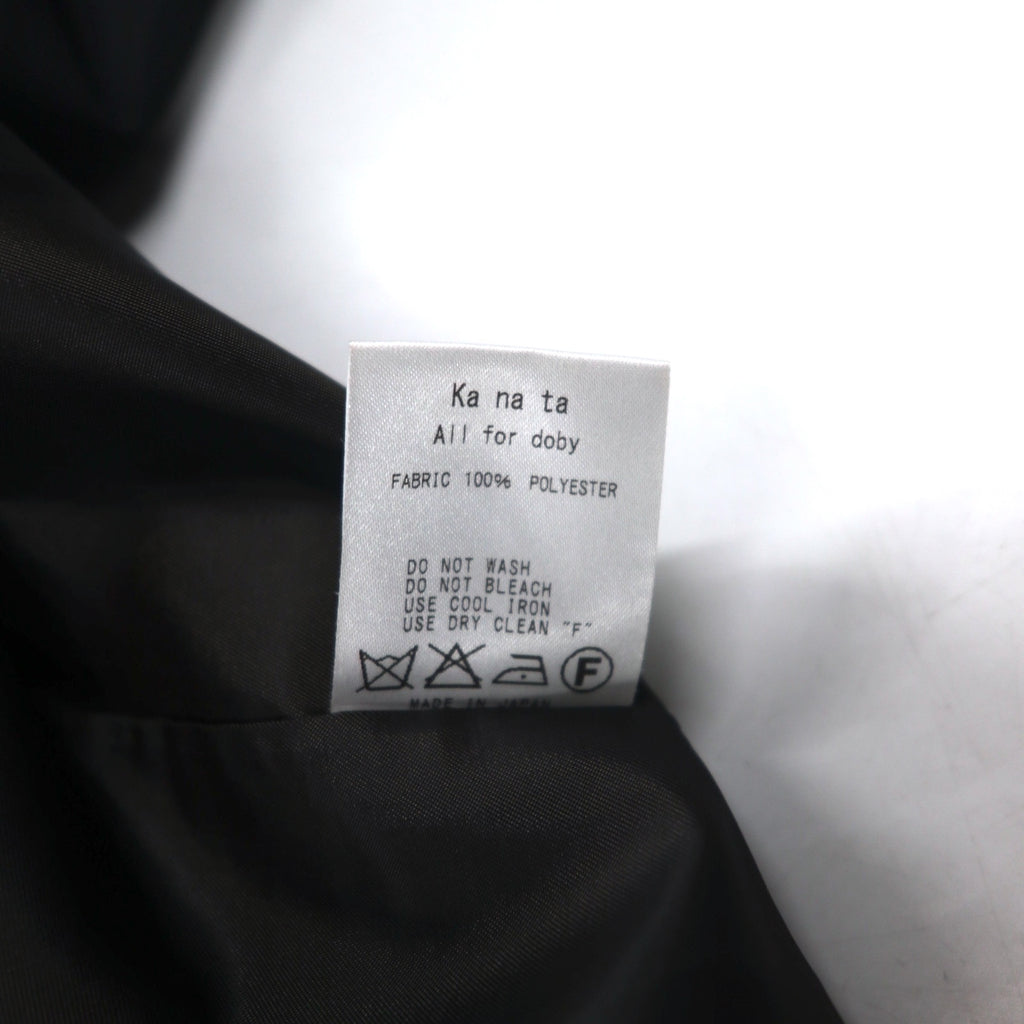 Ka na ta
All for doby
FABRIC 100% POLYESTER
DO NOT WASH
DO NOT BLEACH
USE COOL IRON
USE DRY CLEAN "F"
F
MADE IN JAPAN